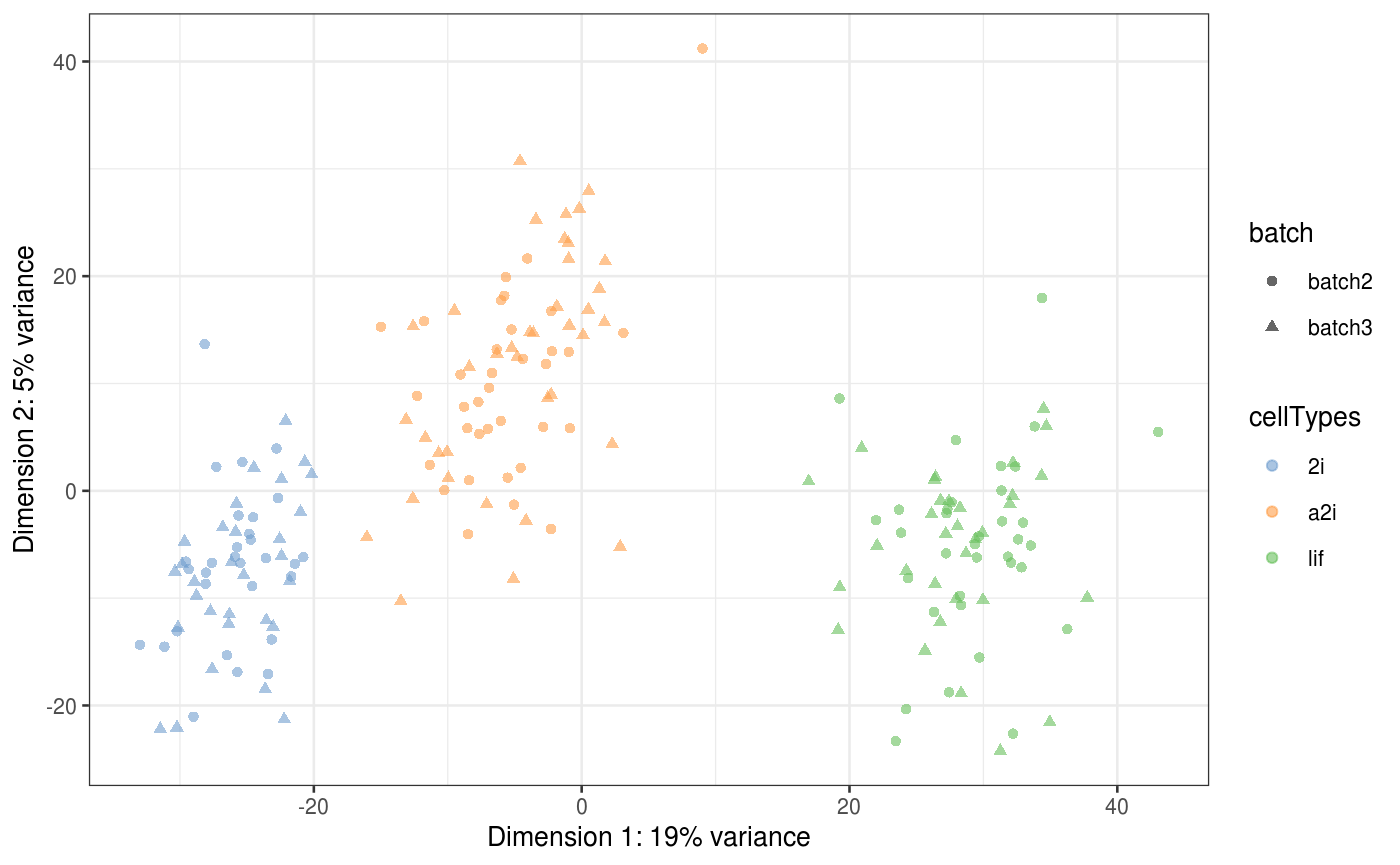 40
20
0
-20
Dimension 2: 5% variance
-20
0
20
40
Dimension 1: 19% variance
batch
batch2
batch3
cellTypes
2i
a2i
lif